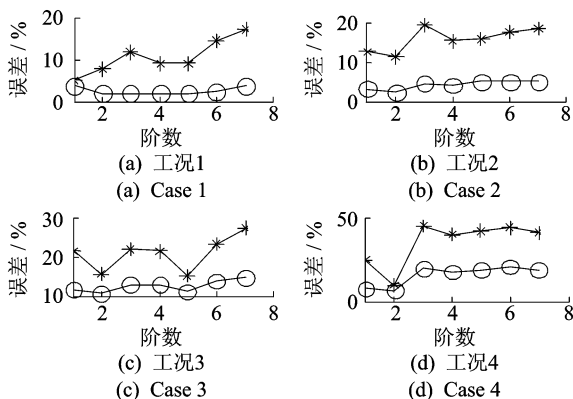 误差 / %
20
10
0
2 4 6 8
阶数
(a) 工况1
(a) Case 1
误差 / %
20
10
0
2 4 6 8
阶数
(b) 工况2
(b) Case 2
误差 / %
30
20
10
2 4 6 8
阶数
(c) 工况3
(c) Case 3
误差 / %
50
0
0 2 4 6 8
阶数
(d) 工况4
(d) Case 4